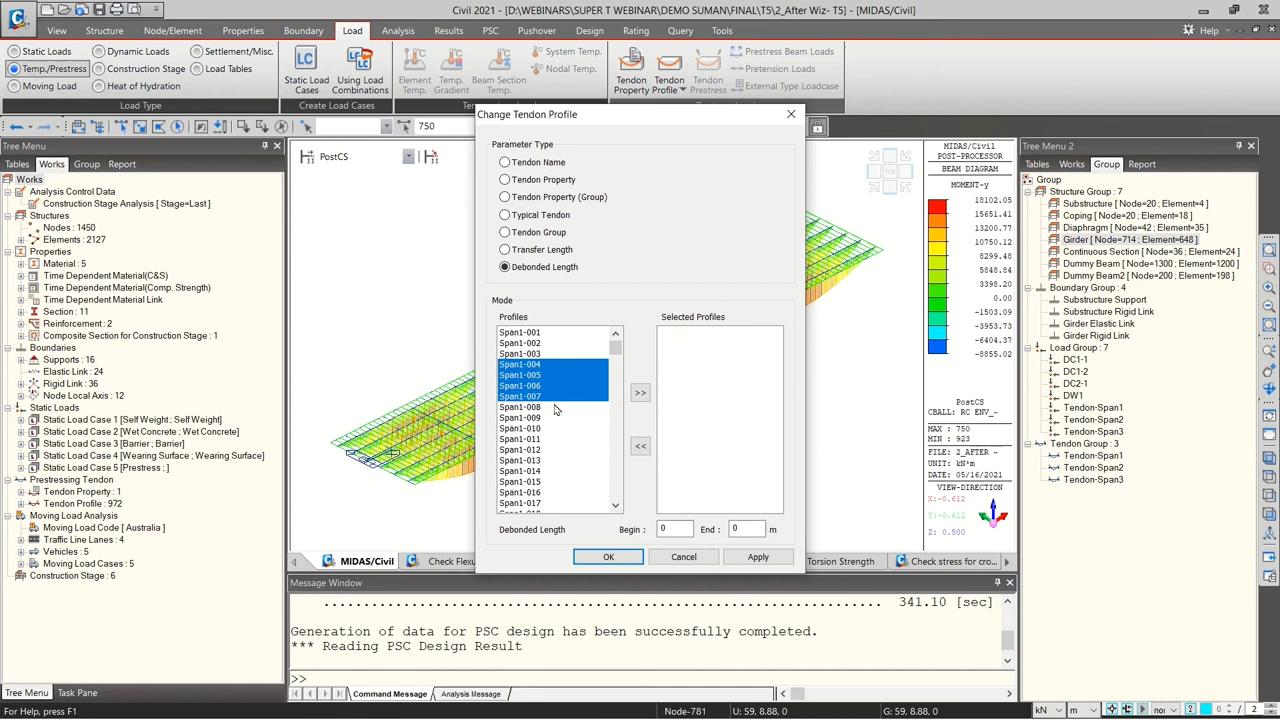 Civil 2021 - [D:\WEBINARS\SUPER T WEBINAR\DEMO SUMAN\FINAL\T5\2_After Wiz- T5] - [MIDAS/Civil]
View Structure Node/Element Properties Boundary Load Analysis Results PSC Pushover Design Rating Query Tools Help
Static Loads Dynamic Loads Settlement/Misc.
Temp./Prestress Construction Stage Load Tables
Moving Load Heat of Hydration
Load Type
LC
Static Load Cases
Using Load Combinations
Create Load Cases
Element Temp.
Temp. Gradient
Beam Section Temp.
System Temp.
Nodal Temp.
Tendon Property
Tendon Profile
Tendon Prestress
Prestress Beam Loads
Pretension Loads
External Type Loadcase
750
Tree Menu
Tables Works Group Report
Works
Analysis Control Data
Construction Stage Analysis [ Stage=Last ]
Structures
Nodes : 1450
Elements : 2127
Properties
Material : 5
Time Dependent Material(C&S)
Time Dependent Material(Comp. Strength)
Time Dependent Material Link
Section : 11
Reinforcement : 2
Composite Section for Construction Stage : 1
Boundaries
Supports : 16
Elastic Link : 24
Rigid Link : 36
Node Local Axis : 12
Static Loads
Static Load Case 1 [Self Weight ; Self Weight]
Static Load Case 2 [Wet Concrete ; Wet Concrete]
Static Load Case 3 [Barrier ; Barrier]
Static Load Case 4 [Wearing Surface ; Wearing Surface]
Static Load Case 5 [Prestress ; ]
Prestressing Tendon
Tendon Property : 1
Tendon Profile : 972
Moving Load Analysis
Moving Load Code [ Australia ]
Traffic Line Lanes : 4
Vehicles : 5
Moving Load Cases : 5
Construction Stage : 6
Tree Menu Task Pane
PostCS
Change Tendon Profile
Parameter Type
Tendon Name
Tendon Property
Tendon Property (Group)
Typical Tendon
Tendon Group
Transfer Length
Debonded Length
Mode
Profiles Selected Profiles
Span1-001
Span1-002
Span1-003
Span1-004
Span1-005
Span1-006
Span1-007
Span1-008
Span1-009
Span1-010
Span1-011
Span1-012
Span1-013
Span1-014
Span1-015
Span1-016
Span1-017
>>
<<
Debonded Length Begin : 0 End : 0 m
OK Cancel Apply
TOP
MIDAS/Civil
POST-PROCESSOR
BEAM DIAGRAM
MOMENT-y
18102.05
15651.41
13200.77
10750.12
8299.48
5848.84
3398.20
0.00
-1503.09
-3953.73
-6404.37
-8855.02
PostCS
CBALL: RC ENV_~
MAX : 750
MIN : 923
FILE: 2_AFTER ~
UNIT: kN*m
DATE: 05/16/2021
VIEW-DIRECTION
X:-0.612
Y:-0.612
Z: 0.500
MIDAS/Civil Check Flexu Torsion Strength Check stress for cro...
Message Window
341.10 [sec]
Generation of data for PSC design has been successfully completed.
*** Reading PSC Design Result
>>
Command Message Analysis Message
Tree Menu 2
Tables Works Group Report
Group
Structure Group : 7
Substructure [ Node=20 ; Element=4 ]
Coping [ Node=20 ; Element=18 ]
Diaphragm [ Node=42 ; Element=35 ]
Girder [ Node=714 ; Element=648 ]
Continuous Section [ Node=36 ; Element=24 ]
Dummy Beam [ Node=1300 ; Element=1200 ]
Dummy Beam2 [ Node=200 ; Element=198 ]
Boundary Group : 4
Substructure Support
Substructure Rigid Link
Girder Elastic Link
Girder Rigid Link
Load Group : 7
DC1-1
DC1-2
DC2-1
DW1
Tendon-Span1
Tendon-Span2
Tendon-Span3
Tendon Group : 3
Tendon-Span1
Tendon-Span2
Tendon-Span3
For Help, press F1 Node-781 U: 59, 8.88, 0 G: 59, 8.88, 0 kN m non 2